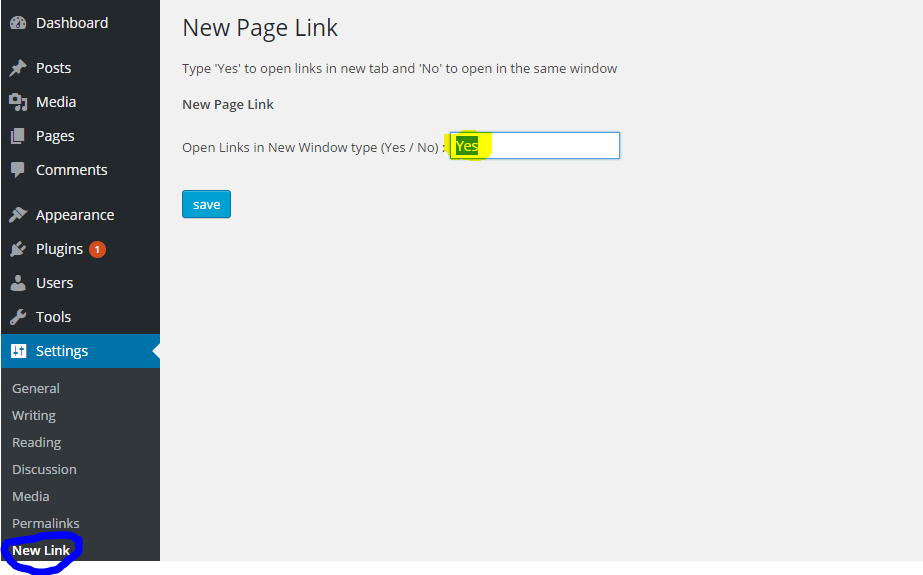 Dashboard
Posts
Media
Pages
Comments
Appearance
Plugins 1
Users
Tools
Settings
General
Writing
Reading
Discussion
Media
Permalinks
New Link
New Page Link
Type 'Yes' to open links in new tab and 'No' to open in the same window
New Page Link
Open Links in New Window type (Yes / No) : Yes
save